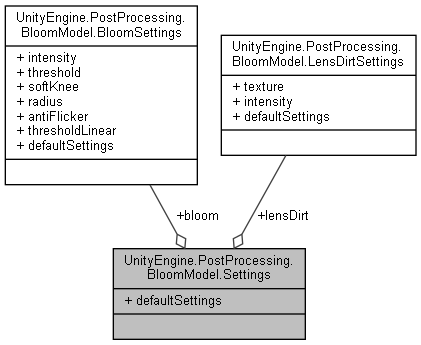 UnityEngine.PostProcessing.
BloomModel.BloomSettings
+ intensity
+ threshold
+ softKnee
+ radius
+ antiFlicker
+ thresholdLinear
+ defaultSettings
UnityEngine.PostProcessing.
BloomModel.LensDirtSettings
+ texture
+ intensity
+ defaultSettings
+bloom
+lensDirt
UnityEngine.PostProcessing.
BloomModel.Settings
+ defaultSettings